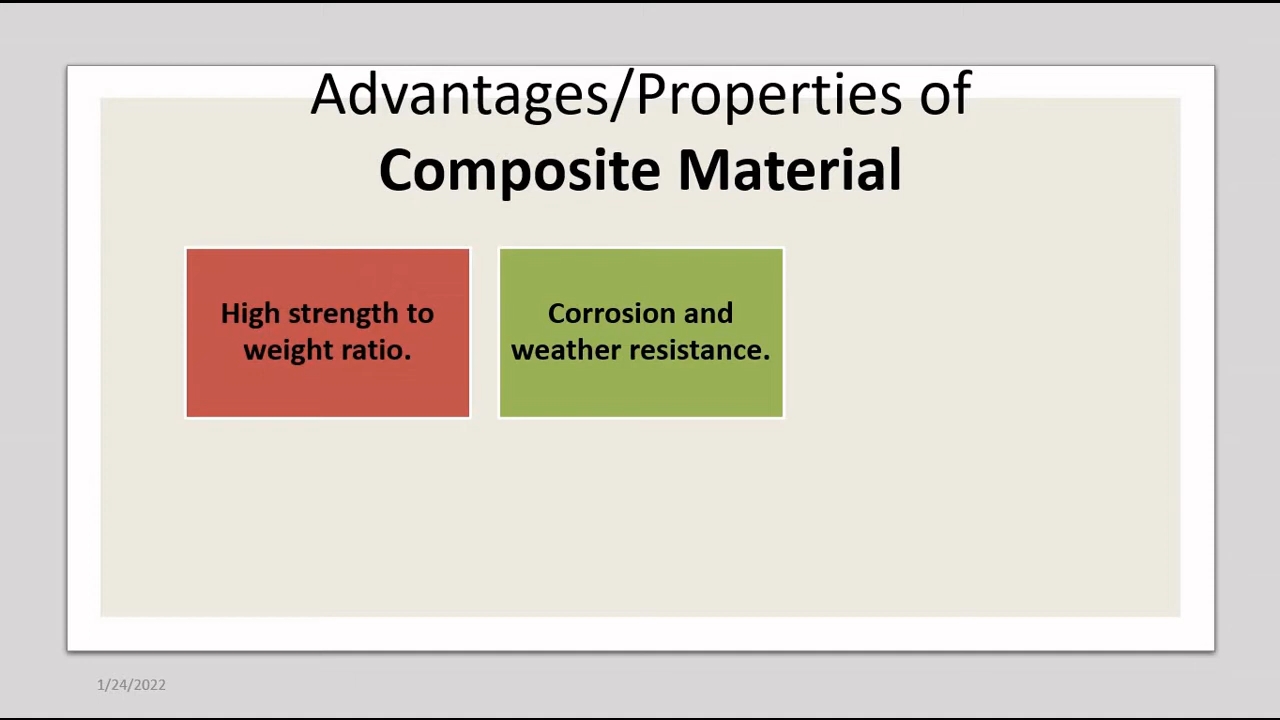 Advantages/Properties of
Composite Material
High strength to
weight ratio.
Corrosion and
weather resistance.
1/24/2022